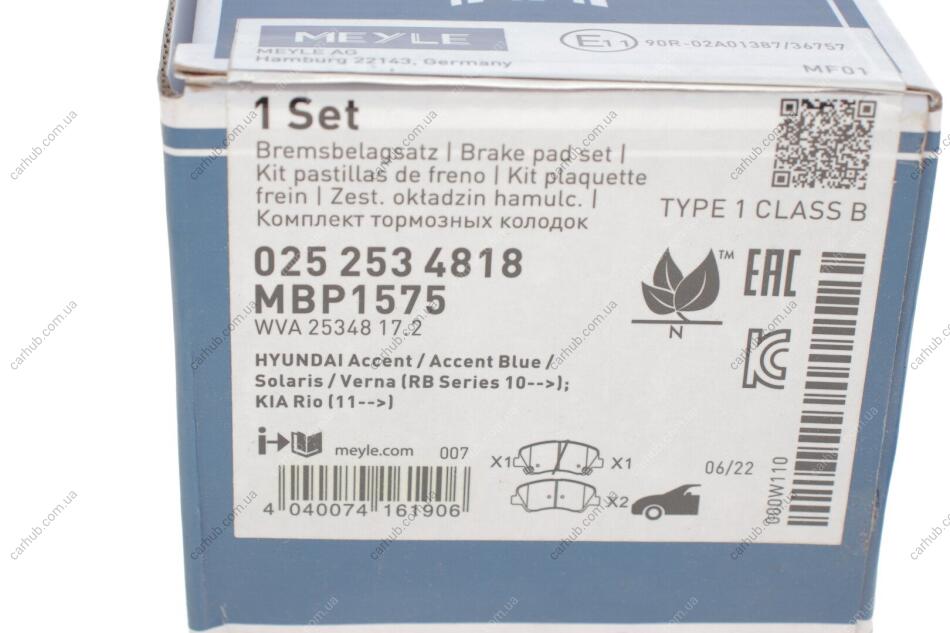 MEYLE
MEYLE AG
Hamburg 22143, Germany
E11 90R-02A01387/36757
MF01
1 Set
Bremsbelagsatz | Brake pad set |
Kit pastillas de freno | Kit plaquette
frein | Zest. okładzin hamulc. |
Комплект тормозных колодок
TYPE 1 CLASS B
025 253 4818
MBP1575
WVA 25348 17.2
TM
N
EAC
HYUNDAI Accent / Accent Blue /
Solaris / Verna (RB Series 10-->);
KIA Rio (11-->)
meyle.com 007
X1 X1
X2
06/22
000W110
4 040074 161906
carhub.com.ua